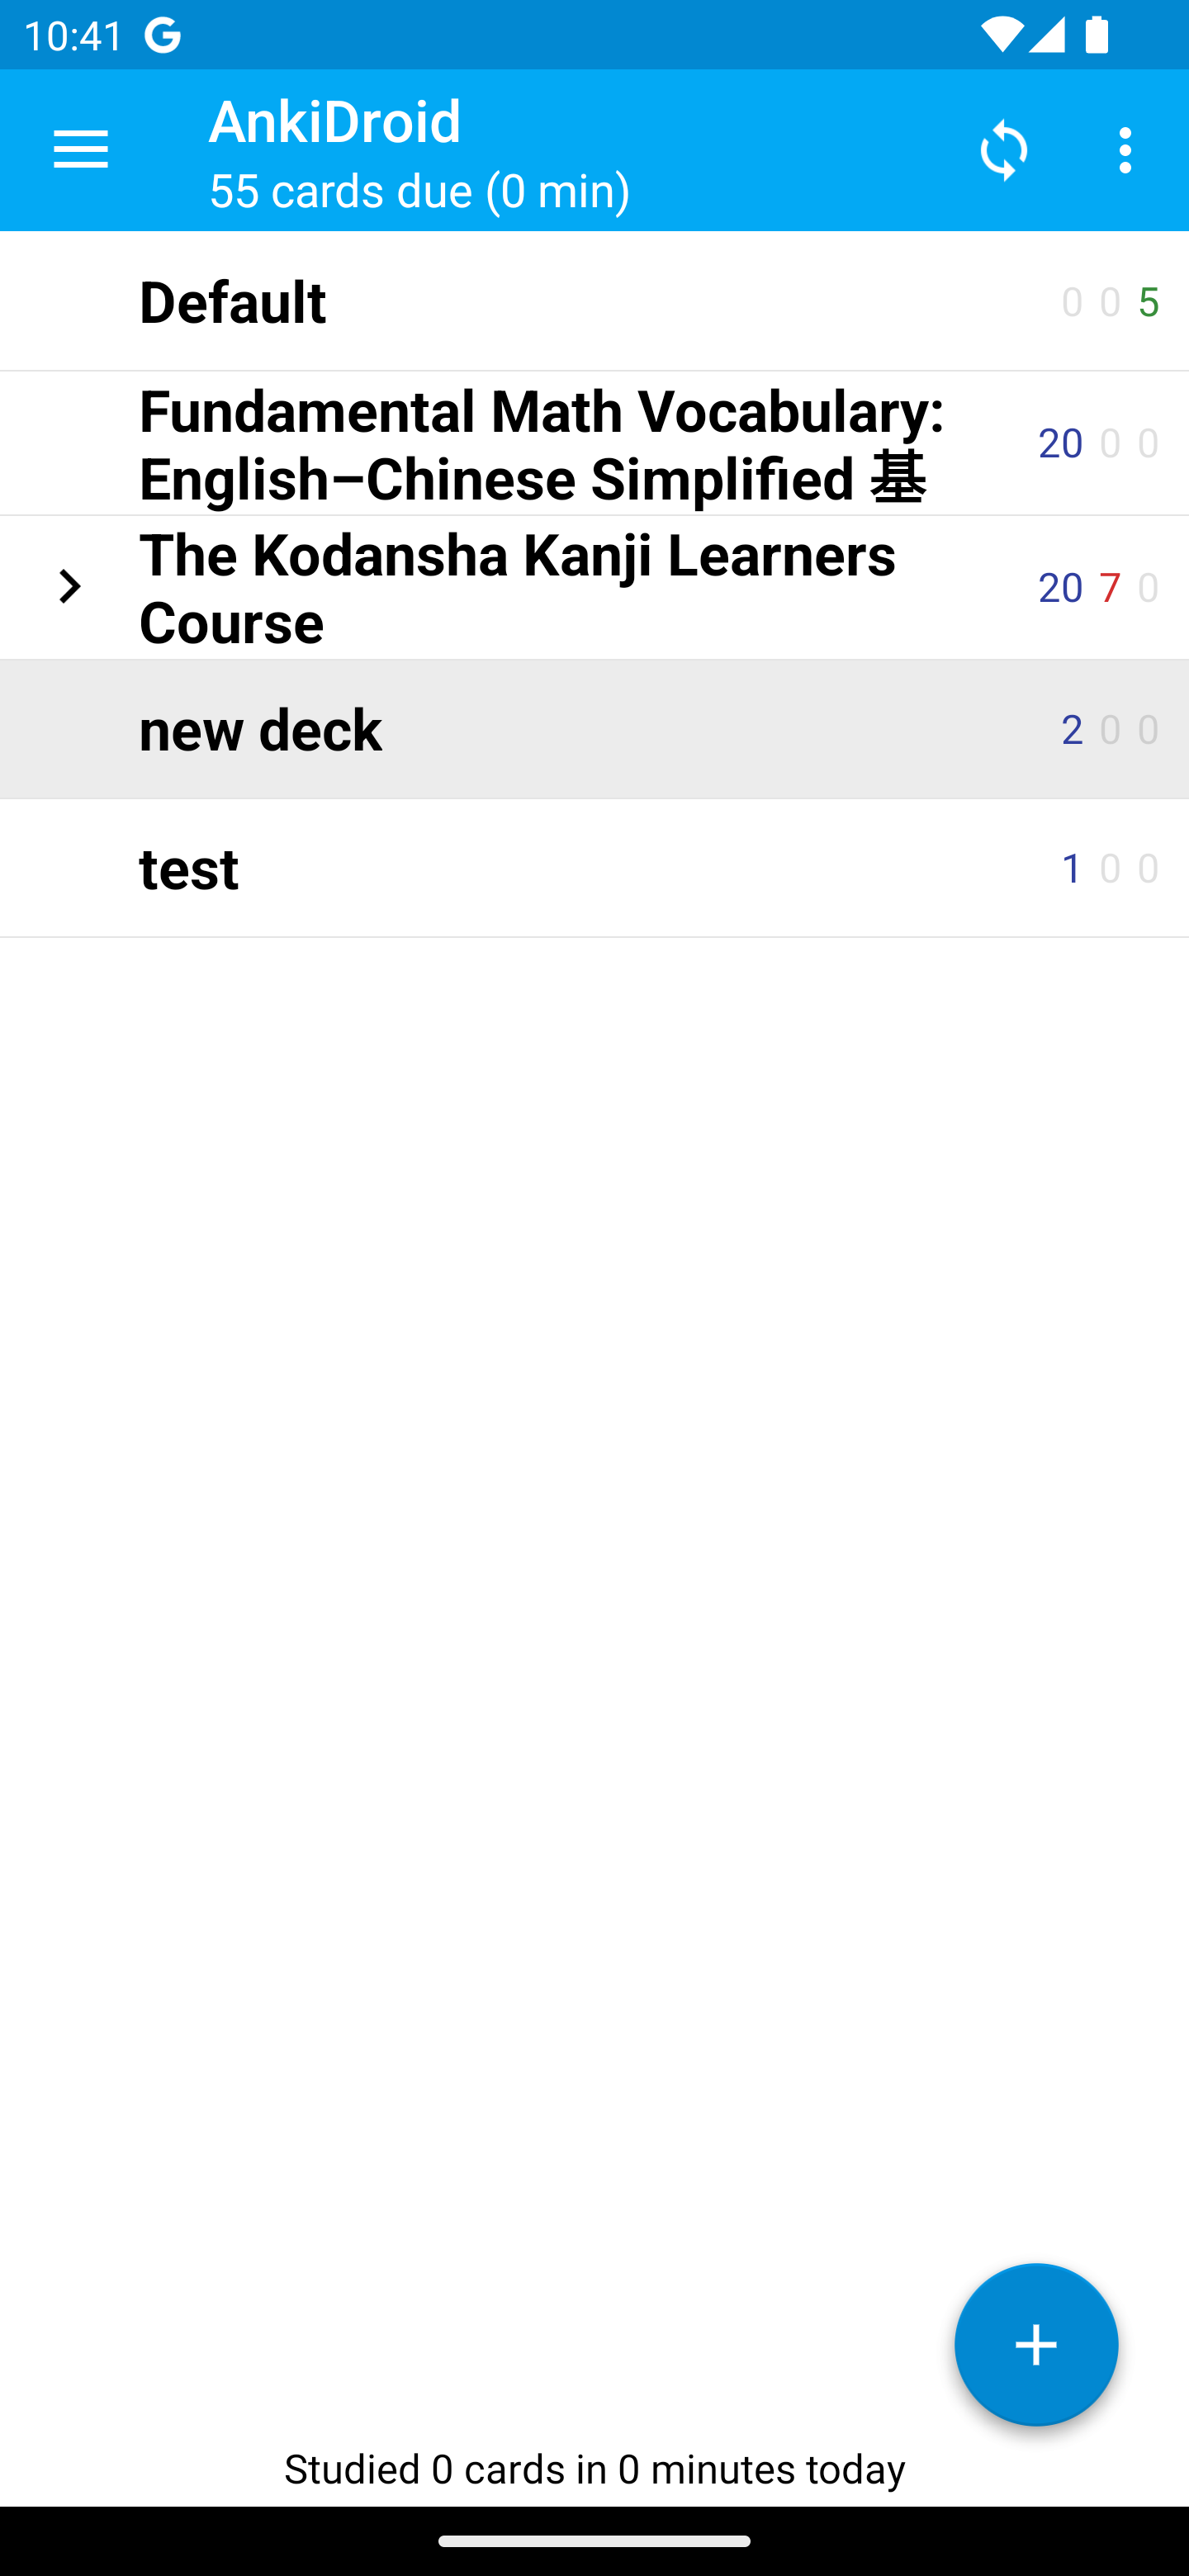 10:41
AnkiDroid
55 cards due (0 min)
Default
0 0 5
Fundamental Math Vocabulary:
English–Chinese Simplified 基
20 0 0
The Kodansha Kanji Learners
Course
20 7 0
new deck
2 0 0
test
1 0 0
Studied 0 cards in 0 minutes today